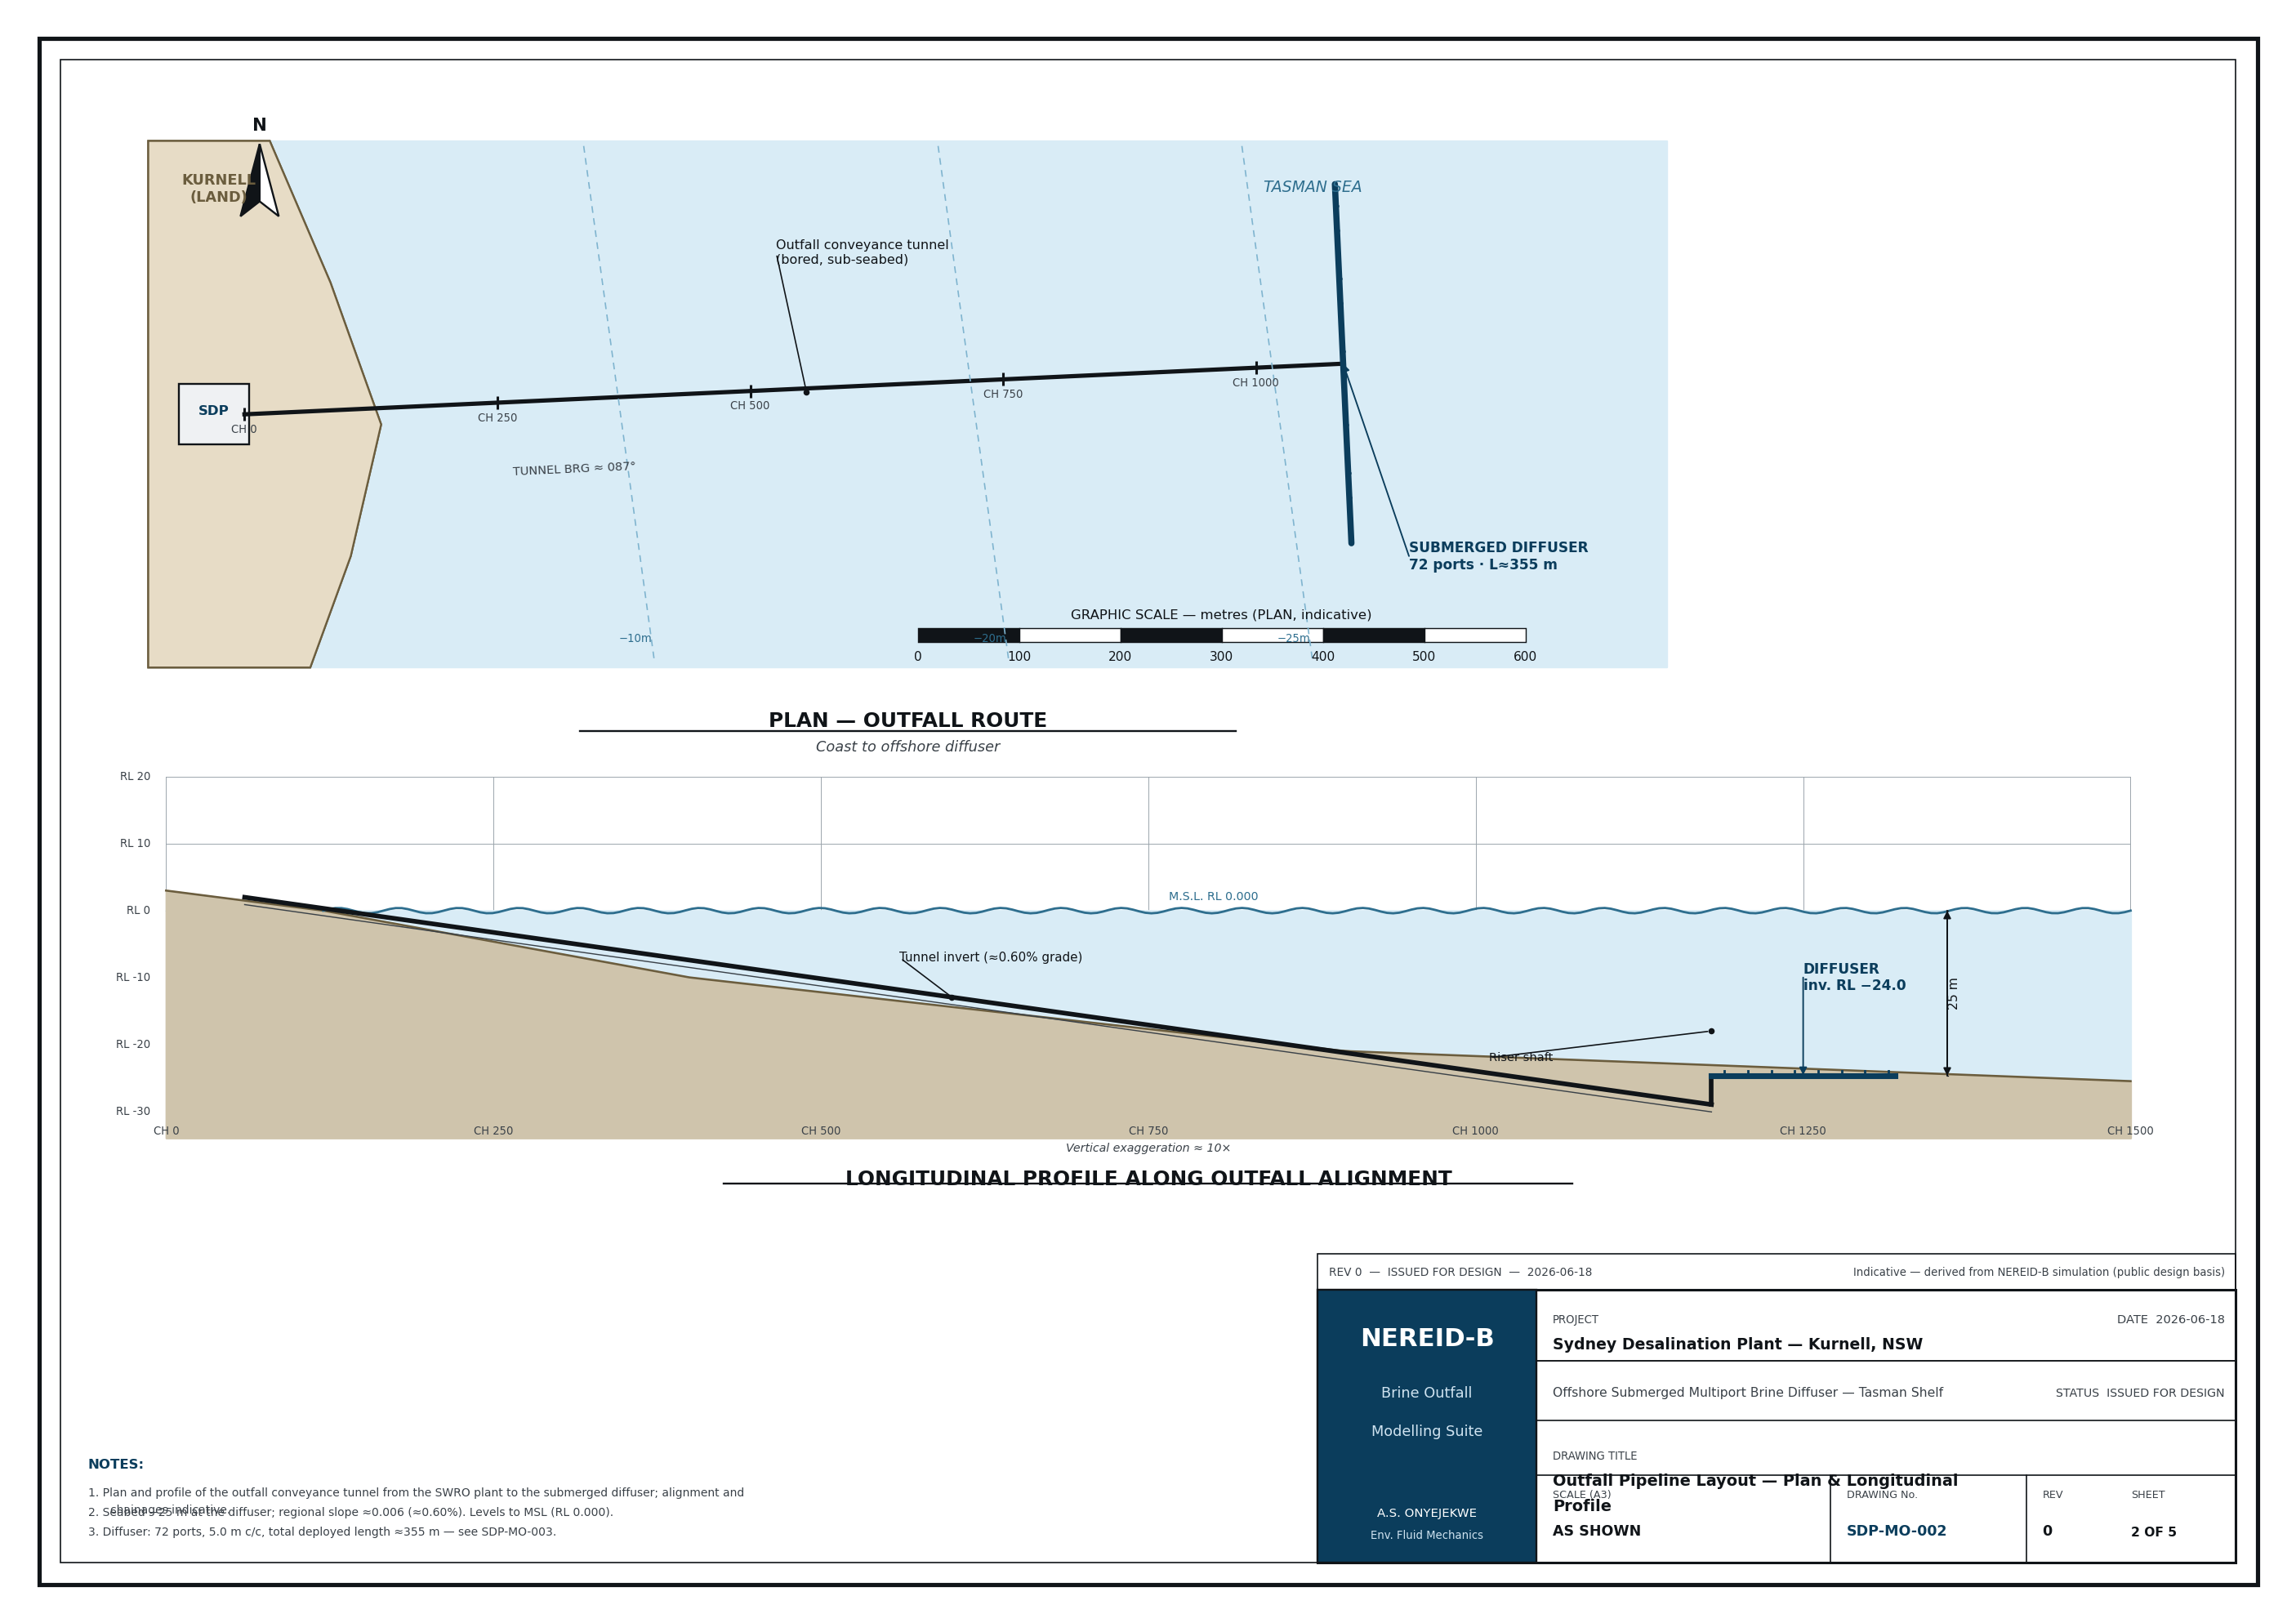 N
KURNELL
(LAND)
TASMAN SEA
Outfall conveyance tunnel
(bored, sub-seabed)
SDP
CH 0
CH 250
CH 500
CH 750
CH 1000
TUNNEL BRG ≈ 087°
SUBMERGED DIFFUSER
72 ports · L≈355 m
GRAPHIC SCALE — metres (PLAN, indicative)
−10m
−20m
−25m
0 100 200 300 400 500 600
PLAN — OUTFALL ROUTE
Coast to offshore diffuser
RL 20
RL 10
RL 0
RL -10
RL -20
RL -30
M.S.L. RL 0.000
Tunnel invert (≈0.60% grade)
DIFFUSER
inv. RL −24.0
25 m
Riser shaft
CH 0 CH 250 CH 500 CH 750 CH 1000 CH 1250 CH 1500
Vertical exaggeration ≈ 10×
LONGITUDINAL PROFILE ALONG OUTFALL ALIGNMENT
REV 0 — ISSUED FOR DESIGN — 2026-06-18
Indicative — derived from NEREID-B simulation (public design basis)
NEREID-B
Brine Outfall
Modelling Suite
A.S. ONYEJEKWE
Env. Fluid Mechanics
PROJECT
DATE 2026-06-18
Sydney Desalination Plant — Kurnell, NSW
Offshore Submerged Multiport Brine Diffuser — Tasman Shelf
STATUS ISSUED FOR DESIGN
DRAWING TITLE
Outfall Pipeline Layout — Plan & Longitudinal
Profile
SCALE (A3)
AS SHOWN
DRAWING No.
SDP-MO-002
REV
0
SHEET
2 OF 5
NOTES:
1. Plan and profile of the outfall conveyance tunnel from the SWRO plant to the submerged diffuser; alignment and
chainages indicative.
2. Seabed −25 m at the diffuser; regional slope ≈0.006 (≈0.60%). Levels to MSL (RL 0.000).
3. Diffuser: 72 ports, 5.0 m c/c, total deployed length ≈355 m — see SDP-MO-003.